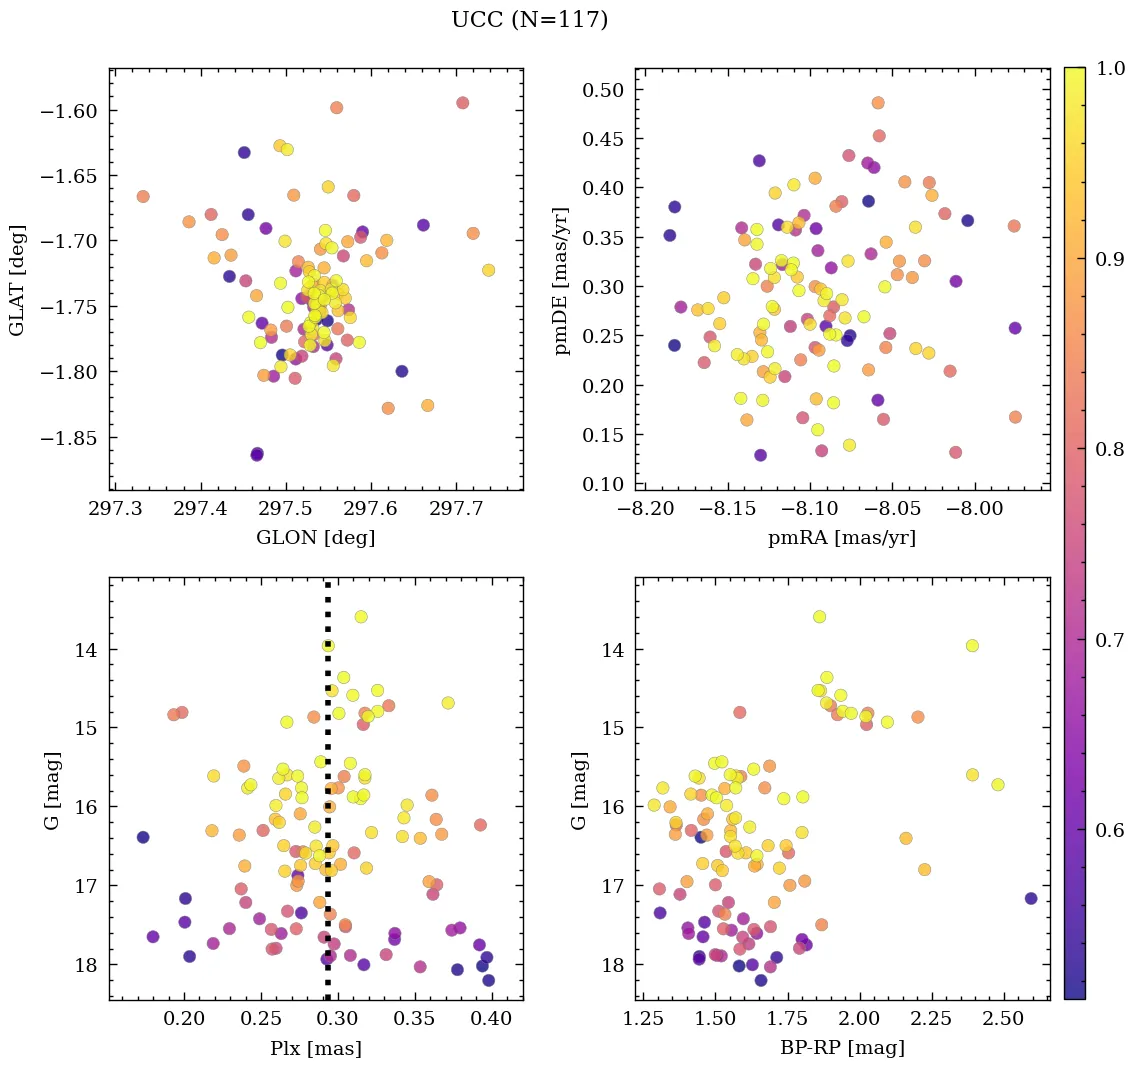 UCC (N=117)
−1.60
−1.65
−1.70
−1.75
−1.80
−1.85
GLAT [deg]
297.3 297.4 297.5 297.6 297.7
GLON [deg]
0.50
0.45
0.40
0.35
0.30
0.25
0.20
0.15
0.10
pmDE [mas/yr]
−8.20 −8.15 −8.10 −8.05 −8.00
pmRA [mas/yr]
14
15
16
17
18
G [mag]
0.20 0.25 0.30 0.35 0.40
Plx [mas]
14
15
16
17
18
G [mag]
1.25 1.50 1.75 2.00 2.25 2.50
BP-RP [mag]
1.0
0.9
0.8
0.7
0.6